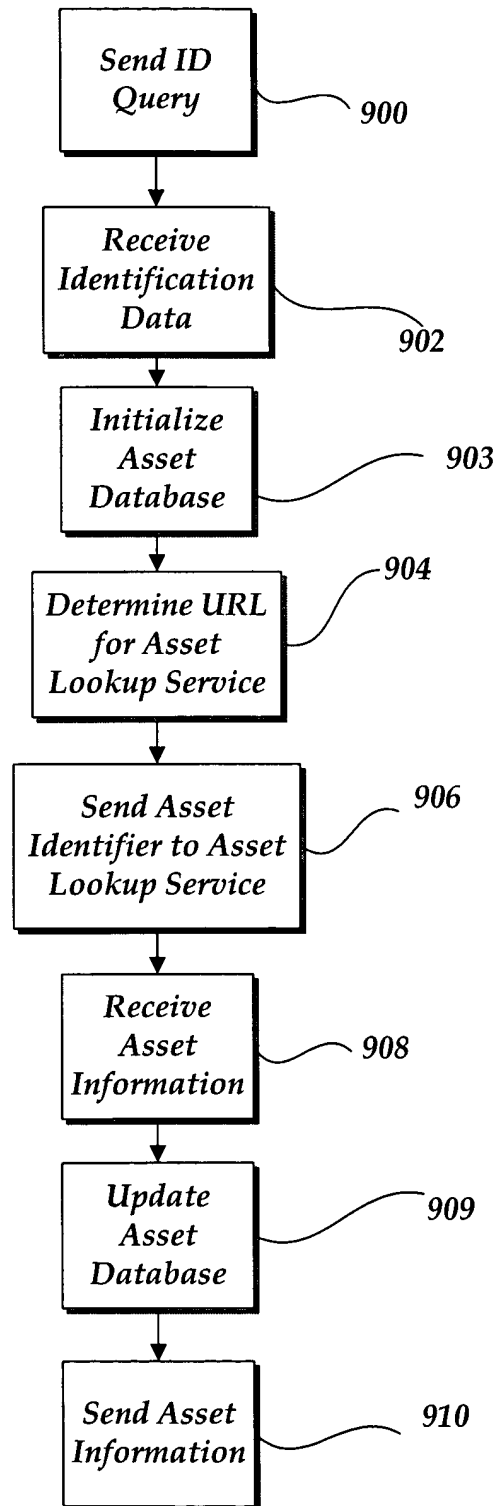 Send ID
Query
900
Receive
Identification
Data
902
Initialize
Asset
Database
903
Determine URL
for Asset
Lookup Service
904
Send Asset
Identifier to Asset
Lookup Service
906
Receive
Asset
Information
908
Update
Asset
Database
909
Send Asset
Information
910